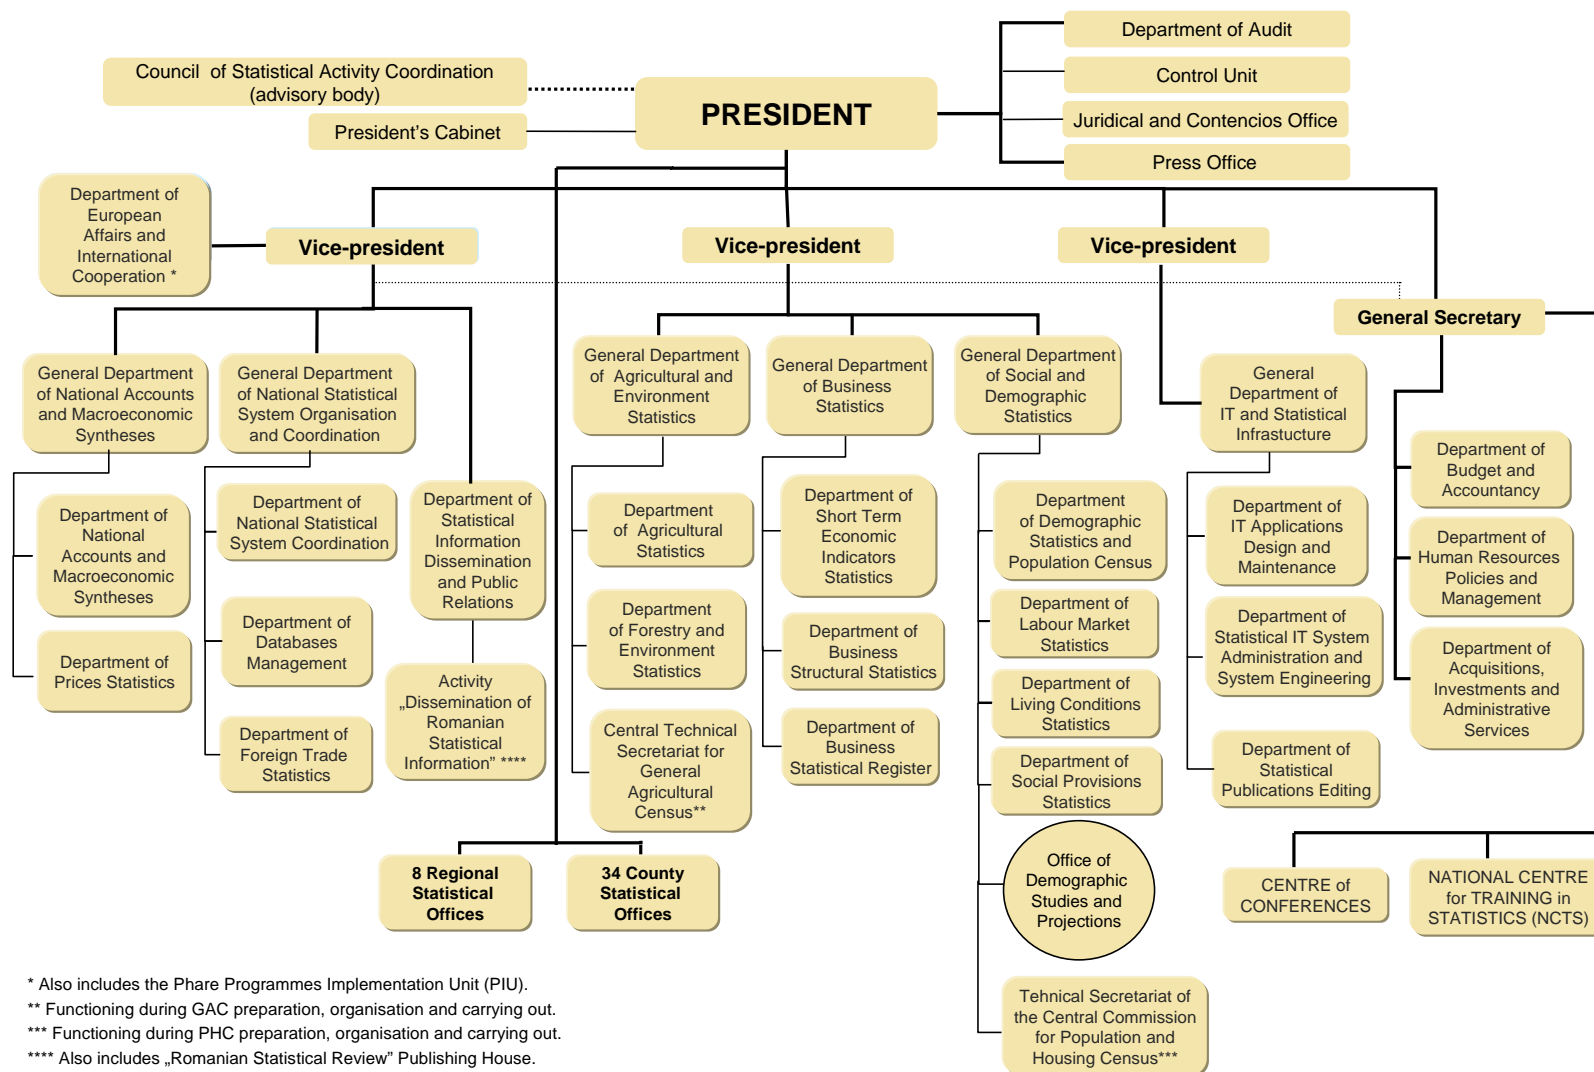 Department of Audit
Council of Statistical Activity Coordination
(advisory body)
Control Unit
PRESIDENT
President's Cabinet
Juridical and Contencios Office
Press Office
Department of
European
Affairs and
International
Cooperation *
Vice-president
Vice-president
Vice-president
General Secretary
General Department
of National Accounts
and Macroeconomic
Syntheses
General Department
of National Statistical
System Organisation
and Coordination
General Department
of Agricultural and
Environment
Statistics
General Department
of Business
Statistics
General Department
of Social and
Demographic
Statistics
General
Department of
IT and Statistical
Infrastucture
Department of
Budget and
Accountancy
Department of
National
Accounts and
Macroeconomic
Syntheses
Department of
National Statistical
System Coordination
Department of
Statistical
Information
Dissemination
and Public
Relations
Department
of Agricultural
Statistics
Department of
Short Term
Economic
Indicators
Statistics
Department
of Demographic
Statistics and
Population Census
Department of
IT Applications
Design and
Maintenance
Department of
Human Resources
Policies and
Management
Department of
Prices Statistics
Department of
Databases
Management
Department
of Forestry and
Environment
Statistics
Department of
Business
Structural Statistics
Department of
Labour Market
Statistics
Department of
Statistical IT System
Administration and
System Engineering
Department of
Acquisitions,
Investments and
Administrative
Services
Activity
„Dissemination of
Romanian
Statistical
Information” ****
Department of
Living Conditions
Statistics
Department of
Foreign Trade
Statistics
Central Technical
Secretariat for
General
Agricultural
Census**
Department of
Business
Statistical Register
Department of
Social Provisions
Statistics
Department of
Statistical
Publications Editing
8 Regional
Statistical
Offices
34 County
Statistical
Offices
Office of
Demographic
Studies and
Projections
CENTRE of
CONFERENCES
NATIONAL CENTRE
for TRAINING in
STATISTICS (NCTS)
Tehnical Secretariat of
the Central Commission
for Population and
Housing Census***
* Also includes the Phare Programmes Implementation Unit (PIU).
** Functioning during GAC preparation, organisation and carrying out.
*** Functioning during PHC preparation, organisation and carrying out.
**** Also includes „Romanian Statistical Review” Publishing House.